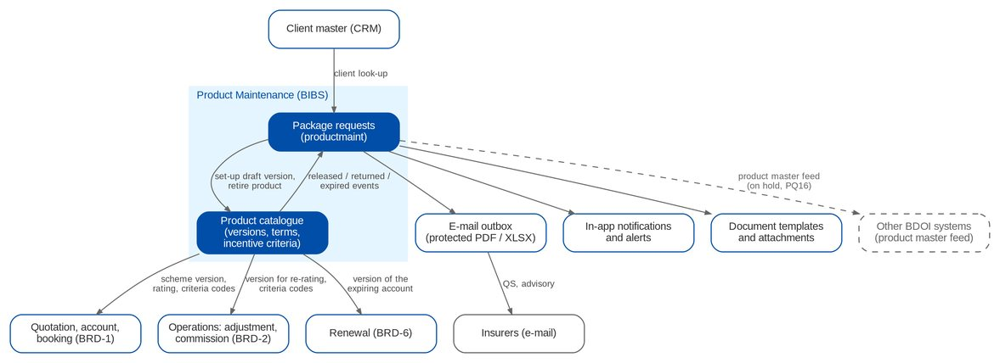 Client master (CRM)
client look-up
Product Maintenance (BIBS)
Package requests
(productmaint)
set-up draft version,
retire product
released / returned /
expired events
product master feed
(on hold, PQ16)
Product catalogue
(versions, terms,
incentive criteria)
E-mail outbox
(protected PDF / XLSX)
In-app notifications
and alerts
Document templates
and attachments
Other BDOI systems
(product master feed)
scheme version,
rating, criteria codes
version for re-rating,
criteria codes
version of the
expiring account
QS, advisory
Quotation, account,
booking (BRD-1)
Operations: adjustment,
commission (BRD-2)
Renewal (BRD-6)
Insurers (e-mail)